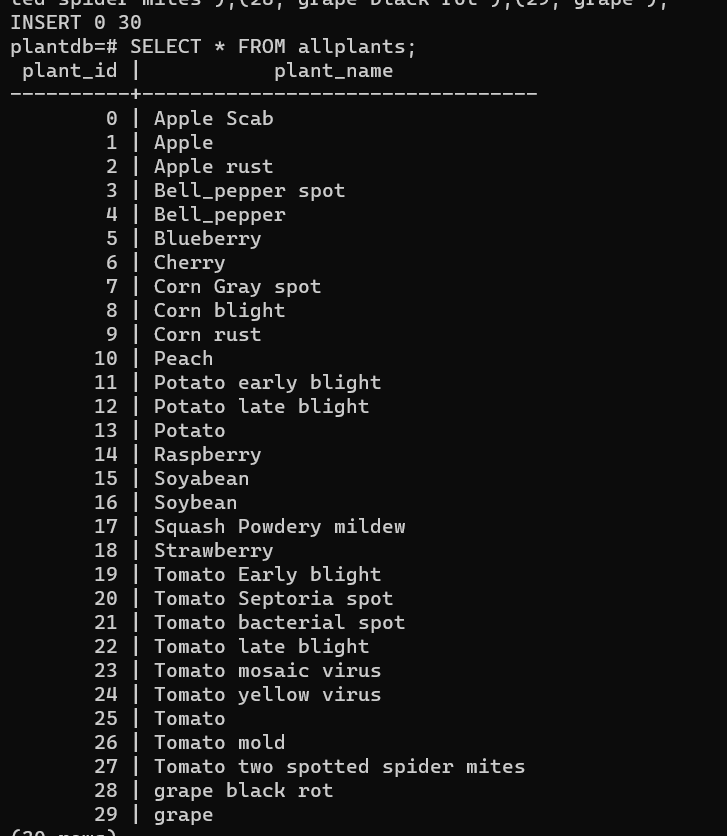 ted spider mites'),(28,'grape black rot'),(29,'grape');
INSERT 0 30
plantdb=# SELECT * FROM allplants;
 plant_id |           plant_name
----------+---------------------------------
        0 | Apple Scab
        1 | Apple
        2 | Apple rust
        3 | Bell_pepper spot
        4 | Bell_pepper
        5 | Blueberry
        6 | Cherry
        7 | Corn Gray spot
        8 | Corn blight
        9 | Corn rust
       10 | Peach
       11 | Potato early blight
       12 | Potato late blight
       13 | Potato
       14 | Raspberry
       15 | Soyabean
       16 | Soybean
       17 | Squash Powdery mildew
       18 | Strawberry
       19 | Tomato Early blight
       20 | Tomato Septoria spot
       21 | Tomato bacterial spot
       22 | Tomato late blight
       23 | Tomato mosaic virus
       24 | Tomato yellow virus
       25 | Tomato
       26 | Tomato mold
       27 | Tomato two spotted spider mites
       28 | grape black rot
       29 | grape
(30 rows)